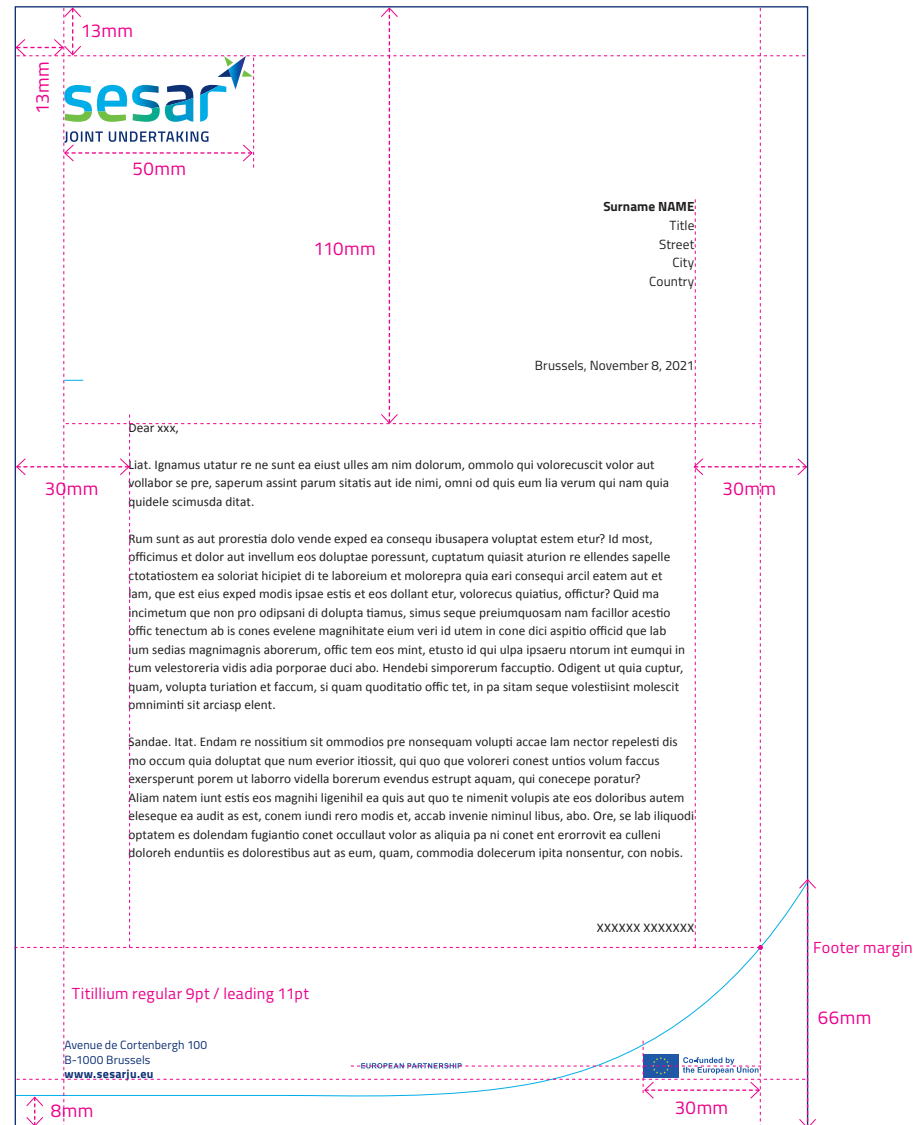 13mm
13mm
sesar
JOINT UNDERTAKING
50mm
110mm
Surname NAME
Title
Street
City
Country
Brussels, November 8, 2021
Dear xxx,
30mm
30mm
Liat. Ignamus utatur re ne sunt ea eiust ulles am nim dolorum, ommolo qui volorecuscit volor aut
vollabor se pre, saperum assint parum sitatis aut ide nimi, omni od quis eum lia verum qui nam quia
quidele scimusda ditat.
Rum sunt as aut prorestia dolo vende exped ea consequ ibusapera voluptat estem etur? Id most,
officimus et dolor aut invellum eos doluptae poressunt, cuptatum quiasit aturion re ellendes sapelle
ctotatiostem ea soloriat hicipiet di te laboreium et molorepra quia eari consequi arcil eatem aut et
lam, que est eius exped modis ipsae estis et eos dollant etur, volorecus quiatius, offictur? Quid ma
incimetum que non pro odipsani di dolupta tiamus, simus seque preiumquosam nam facillor acestio
offic tenectum ab is cones evelene magnihitate eium veri id utem in cone dici aspitio officid que lab
ium sedias magnimagnis aborerum, offic tem eos mint, etusto id qui ulpa ipsaeru ntorum int eumqui in
cum velestoreria vidis adia porporae duci abo. Hendebi simporerum faccuptio. Odigent ut quia cuptur,
quam, volupta turiation et faccum, si quam quoditatio offic tet, in pa sitam seque volestiisint molescit
omniminti sit arciasp elent.
Sandae. Itat. Endam re nossitium sit ommodios pre nonsequam volupti accae lam nector repelesti dis
mo occum quia doluptat que num everior itiossit, qui quo que voloreri conest untios volum faccus
exersperunt porem ut laborro vidella borerum evendus estrupt aquam, qui conecepe poratur?
Aliam natem iunt estis eos magnihi ligenihil ea quis aut quo te nimenit volupis ate eos doloribus autem
eleseque ea audit as est, conem iundi rero modis et, accab invenie niminul libus, abo. Ore, se lab iliquodi
optatem es dolendam fugiantio conet occullaut volor as aliquia pa ni conet ent erorrovit ea culleni
doloreh enduntiis es dolorestibus aut as eum, quam, commodia dolecerum ipita nonsentur, con nobis.
XXXXXX XXXXXXX
Footer margin
Titillium regular 9pt / leading 11pt
66mm
Avenue de Cortenbergh 100
B-1000 Brussels
www.sesarju.eu
EUROPEAN PARTNERSHIP
Co-funded by
the European Union
30mm
8mm